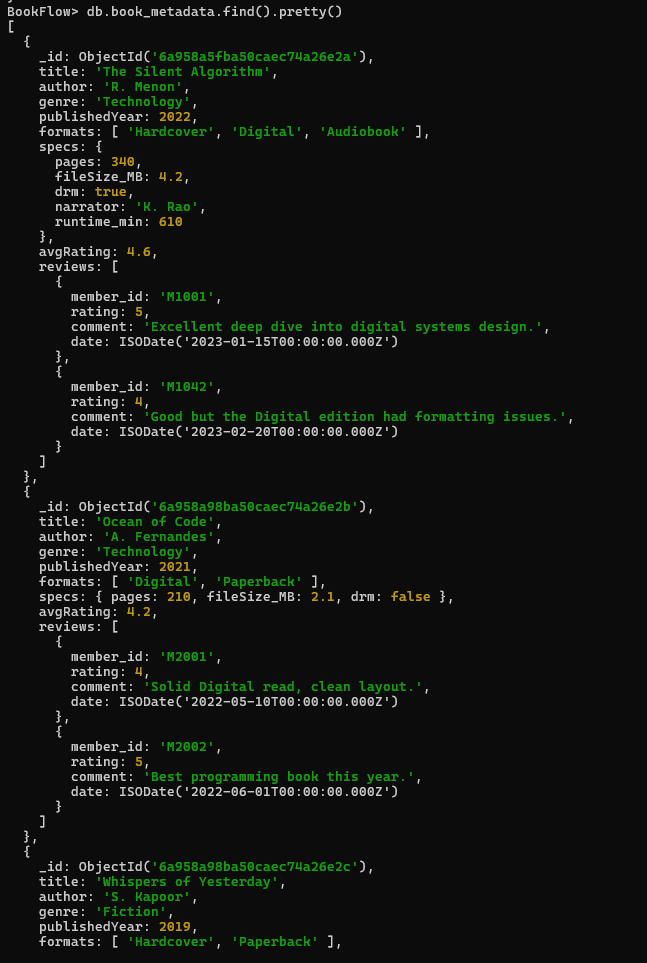 BookFlow> db.book_metadata.find().pretty()
[
  {
    _id: ObjectId('6a958a5fba50caec74a26e2a'),
    title: 'The Silent Algorithm',
    author: 'R. Menon',
    genre: 'Technology',
    publishedYear: 2022,
    formats: [ 'Hardcover', 'Digital', 'Audiobook' ],
    specs: {
      pages: 340,
      fileSize_MB: 4.2,
      drm: true,
      narrator: 'K. Rao',
      runtime_min: 610
    },
    avgRating: 4.6,
    reviews: [
      {
        member_id: 'M1001',
        rating: 5,
        comment: 'Excellent deep dive into digital systems design.',
        date: ISODate('2023-01-15T00:00:00.000Z')
      },
      {
        member_id: 'M1042',
        rating: 4,
        comment: 'Good but the Digital edition had formatting issues.',
        date: ISODate('2023-02-20T00:00:00.000Z')
      }
    ]
  },
  {
    _id: ObjectId('6a958a98ba50caec74a26e2b'),
    title: 'Ocean of Code',
    author: 'A. Fernandes',
    genre: 'Technology',
    publishedYear: 2021,
    formats: [ 'Digital', 'Paperback' ],
    specs: { pages: 210, fileSize_MB: 2.1, drm: false },
    avgRating: 4.2,
    reviews: [
      {
        member_id: 'M2001',
        rating: 4,
        comment: 'Solid Digital read, clean layout.',
        date: ISODate('2022-05-10T00:00:00.000Z')
      },
      {
        member_id: 'M2002',
        rating: 5,
        comment: 'Best programming book this year.',
        date: ISODate('2022-06-01T00:00:00.000Z')
      }
    ]
  },
  {
    _id: ObjectId('6a958a98ba50caec74a26e2c'),
    title: 'Whispers of Yesterday',
    author: 'S. Kapoor',
    genre: 'Fiction',
    publishedYear: 2019,
    formats: [ 'Hardcover', 'Paperback' ],